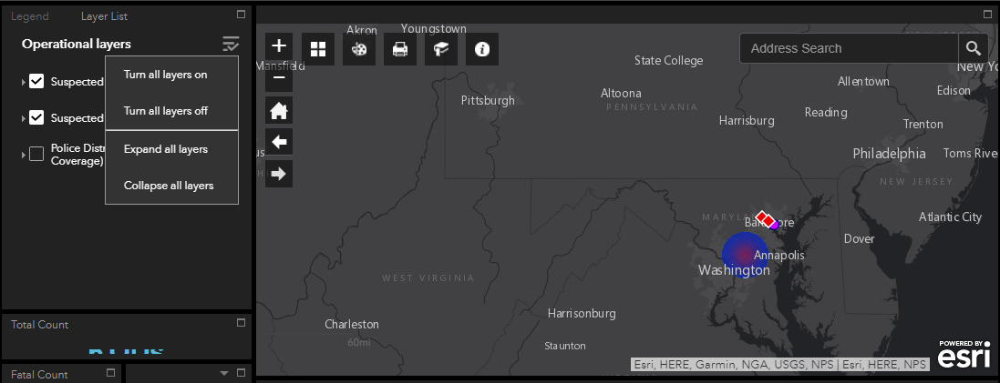 Legend
Layer List
Operational layers
Turn all layers on
Suspected
Turn all layers off
Suspected
Expand all layers
Police Distr
Coverage)
Collapse all layers
Total Count
Fatal Count
Akron
Youngstown
Address Search
Mansfield
State College
New Yo
Allentown
Edison
Pittsburgh
Altoona
PENNSYLVANIA
Harrisburg
Reading
Trenton
Philadelphia
Toms Rive
NEW JERSEY
MARYLAND
Baltimore
Atlantic City
Dover
Annapolis
Washington
WEST VIRGINIA
Harrisonburg
Charleston
60mi
Staunton
POWERED BY
esri
Esri, HERE, Garmin, NGA, USGS, NPS | Esri, HERE, NPS